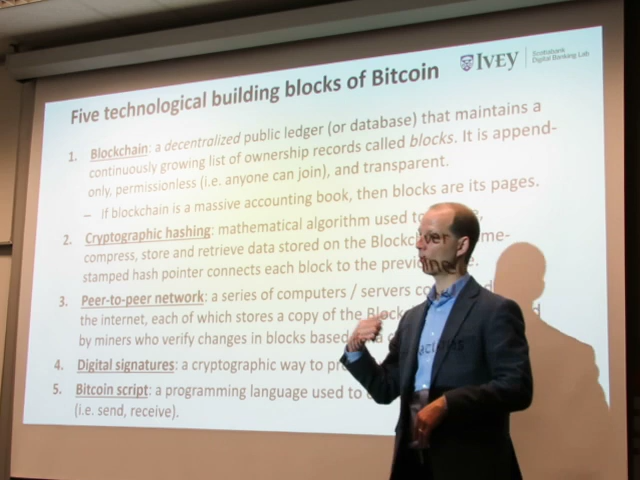 IVEY
Scotiabank
Digital Banking Lab
Five technological building blocks of Bitcoin
1. Blockchain: a decentralized public ledger (or database) that maintains a
continuously growing list of ownership records called blocks. It is append-
only, permissionless (i.e. anyone can join), and transparent.
– If blockchain is a massive accounting book, then blocks are its pages.
2. Cryptographic hashing: mathematical algorithm used to
compress, store and retrieve data stored on the
stamped hash pointer connects each block to the
3. Peer-to-peer network: a series of computers / servers
the internet, each of which stores a copy of the
by miners who verify changes in blocks based
4. Digital signatures: a cryptographic way to
5. Bitcoin script: a programming language used to
(i.e. send, receive).